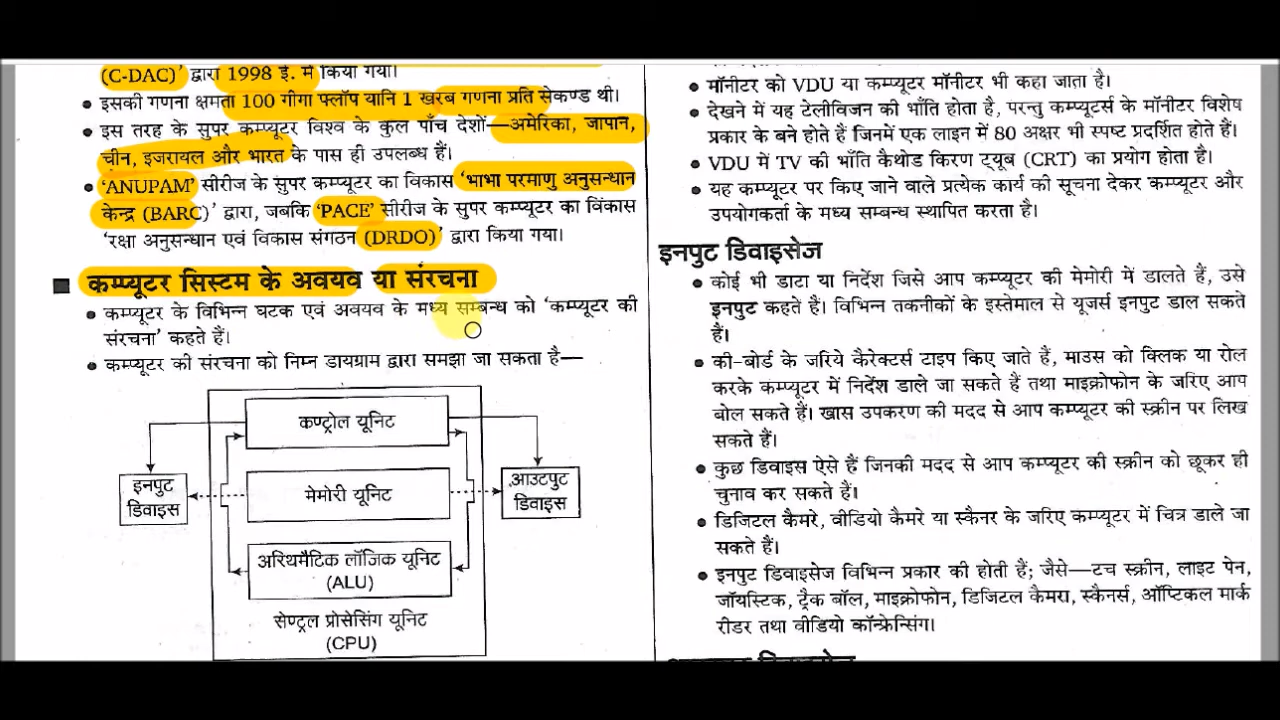 (C-DAC)’ द्वारा 1998 ई. में किया गया।
• इसकी गणना क्षमता 100 गीगा फ्लॉप यानि 1 खरब गणना प्रति सेकण्ड थी।
• इस तरह के सुपर कम्प्यूटर विश्व के कुल पाँच देशों—अमेरिका, जापान,
चीन, इजरायल और भारत के पास ही उपलब्ध हैं।
• ‘ANUPAM’ सीरीज के सुपर कम्प्यूटर का विकास ‘भाभा परमाणु अनुसन्धान
केन्द्र (BARC)’ द्वारा, जबकि ‘PACE’ सीरीज के सुपर कम्प्यूटर का विकास
‘रक्षा अनुसन्धान एवं विकास संगठन (DRDO)’ द्वारा किया गया।
■ कम्प्यूटर सिस्टम के अवयव या संरचना
• कम्प्यूटर के विभिन्न घटक एवं अवयव के मध्य सम्बन्ध को ‘कम्प्यूटर की
संरचना’ कहते हैं।
• कम्प्यूटर की संरचना को निम्न डायग्राम द्वारा समझा जा सकता है—
कण्ट्रोल यूनिट
इनपुट
डिवाइस
मेमोरी यूनिट
आउटपुट
डिवाइस
अरिथमैटिक लॉजिक यूनिट
(ALU)
सेण्ट्रल प्रोसेसिंग यूनिट
(CPU)
• मॉनीटर को VDU या कम्प्यूटर मॉनीटर भी कहा जाता है।
• देखने में यह टेलीविजन की भाँति होता है, परन्तु कम्प्यूटर्स के मॉनीटर विशेष
प्रकार के बने होते हैं जिनमें एक लाइन में 80 अक्षर भी स्पष्ट प्रदर्शित होते हैं।
• VDU में TV की भाँति कैथोड किरण ट्यूब (CRT) का प्रयोग होता है।
• यह कम्प्यूटर पर किए जाने वाले प्रत्येक कार्य की सूचना देकर कम्प्यूटर और
उपयोगकर्ता के मध्य सम्बन्ध स्थापित करता है।
इनपुट डिवाइसेज
• कोई भी डाटा या निर्देश जिसे आप कम्प्यूटर की मेमोरी में डालते हैं, उसे
इनपुट कहते हैं। विभिन्न तकनीकों के इस्तेमाल से यूजर्स इनपुट डाल सकते
हैं।
• की-बोर्ड के जरिये कैरेक्टर्स टाइप किए जाते हैं, माउस को क्लिक या रोल
करके कम्प्यूटर में निर्देश डाले जा सकते हैं तथा माइक्रोफोन के जरिए आप
बोल सकते हैं। खास उपकरण की मदद से आप कम्प्यूटर की स्क्रीन पर लिख
सकते हैं।
• कुछ डिवाइस ऐसे हैं जिनकी मदद से आप कम्प्यूटर की स्क्रीन को छूकर ही
चुनाव कर सकते हैं।
• डिजिटल कैमरे, वीडियो कैमरे या स्कैनर के जरिए कम्प्यूटर में चित्र डाले जा
सकते हैं।
• इनपुट डिवाइसेज विभिन्न प्रकार की होती हैं; जैसे—टच स्क्रीन, लाइट पेन,
जॉयस्टिक, ट्रैक बॉल, माइक्रोफोन, डिजिटल कैमरा, स्कैनर्स, ऑप्टिकल मार्क
रीडर तथा वीडियो कॉन्फ्रेन्सिंग।